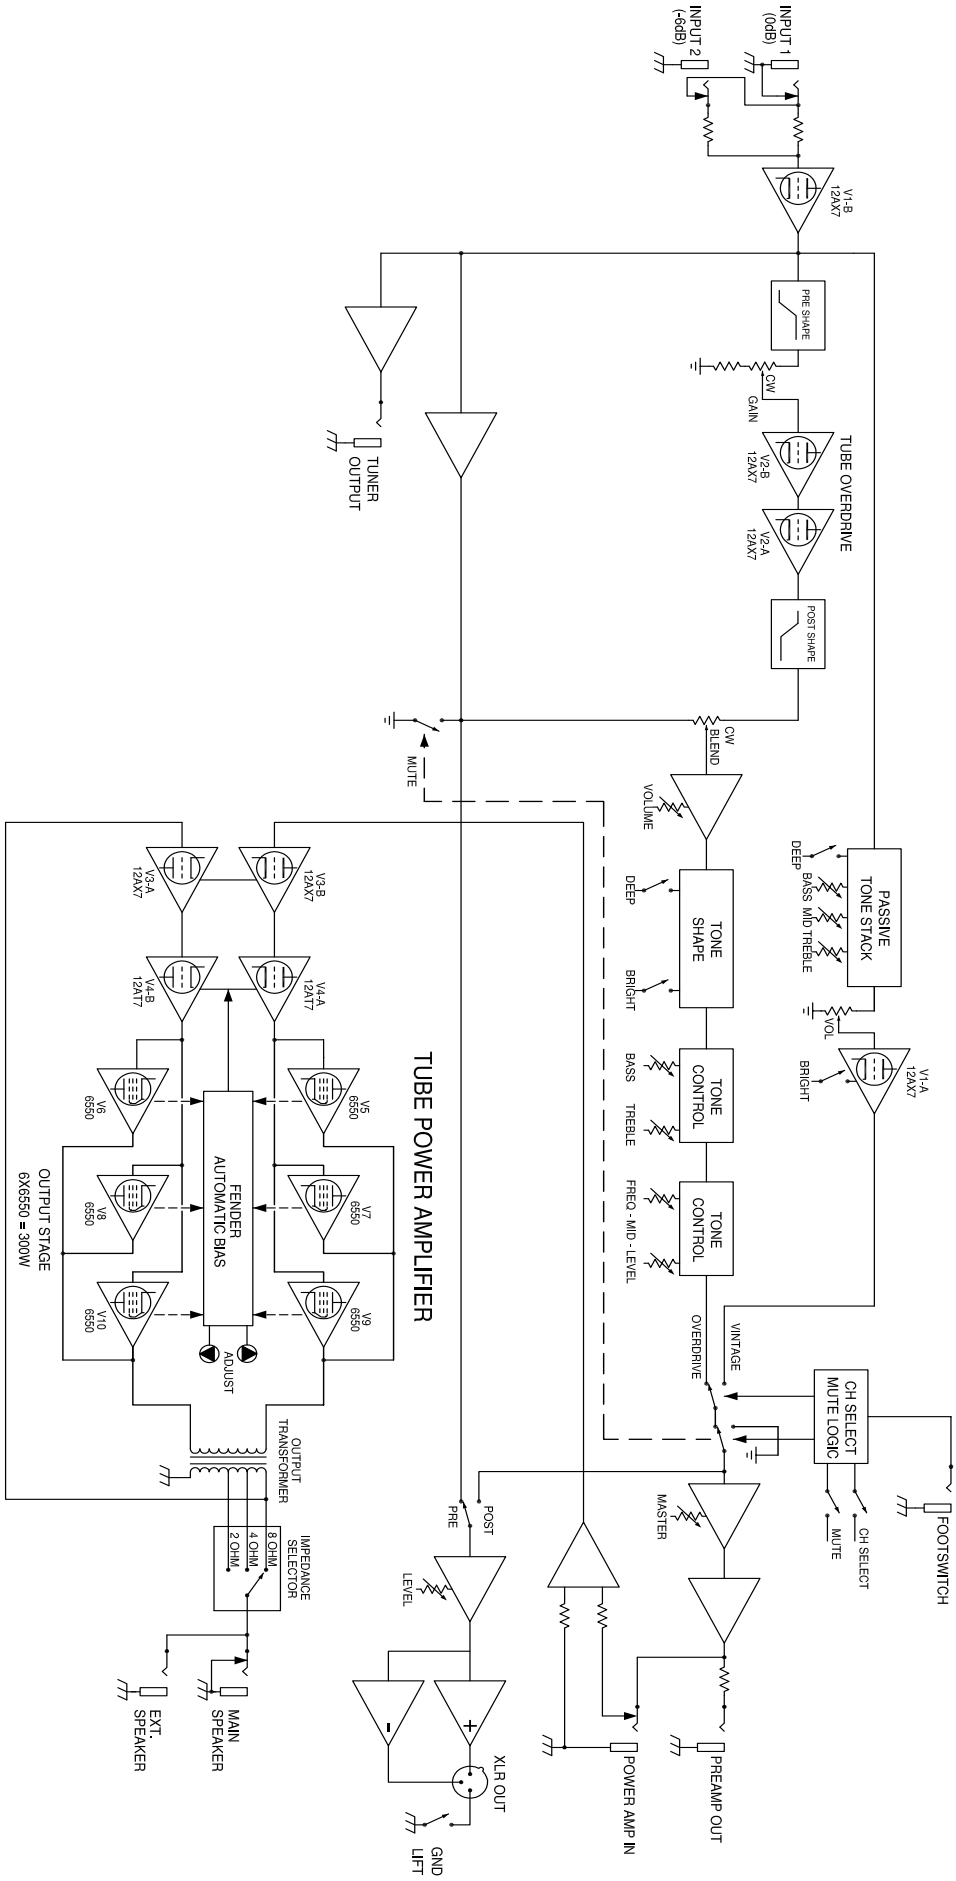 INPUT 1
(0dB)
INPUT 2
(-6dB)
V1-B
12AX7
PRE SHAPE
CW
GAIN
TUBE OVERDRIVE
V2-B
12AX7
V2-A
12AX7
POST SHAPE
TUNER
OUTPUT
CW
BLEND
MUTE
VOLUME
PASSIVE
TONE STACK
DEEP
BASS
MID
TREBLE
VOL
V1-A
12AX7
BRIGHT
TONE
SHAPE
DEEP
BRIGHT
TONE
CONTROL
BASS
TREBLE
TONE
CONTROL
FREQ - MID - LEVEL
VINTAGE
OVERDRIVE
CH SELECT
MUTE LOGIC
FOOTSWITCH
CH SELECT
MUTE
MASTER
PREAMP OUT
POWER AMP IN
POST
PRE
LEVEL
+
-
XLR OUT
GND
LIFT
TUBE POWER AMPLIFIER
V3-B
12AX7
V3-A
12AX7
V4-A
12AT7
V4-B
12AT7
V5
6550
V6
6550
V7
6550
V8
6550
V9
6550
V10
6550
FENDER
AUTOMATIC BIAS
ADJUST
OUTPUT STAGE
6X6550 = 300W
OUTPUT
TRANSFORMER
IMPEDANCE
SELECTOR
8 OHM
4 OHM
2 OHM
MAIN
SPEAKER
EXT.
SPEAKER